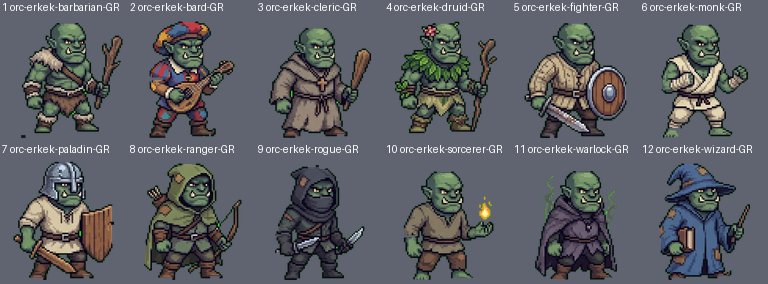 1 orc-erkek-barbarian-GR
2 orc-erkek-bard-GR
3 orc-erkek-cleric-GR
4 orc-erkek-druid-GR
5 orc-erkek-fighter-GR
6 orc-erkek-monk-GR
7 orc-erkek-paladin-GR
8 orc-erkek-ranger-GR
9 orc-erkek-rogue-GR
10 orc-erkek-sorcerer-GR
11 orc-erkek-warlock-GR
12 orc-erkek-wizard-GR